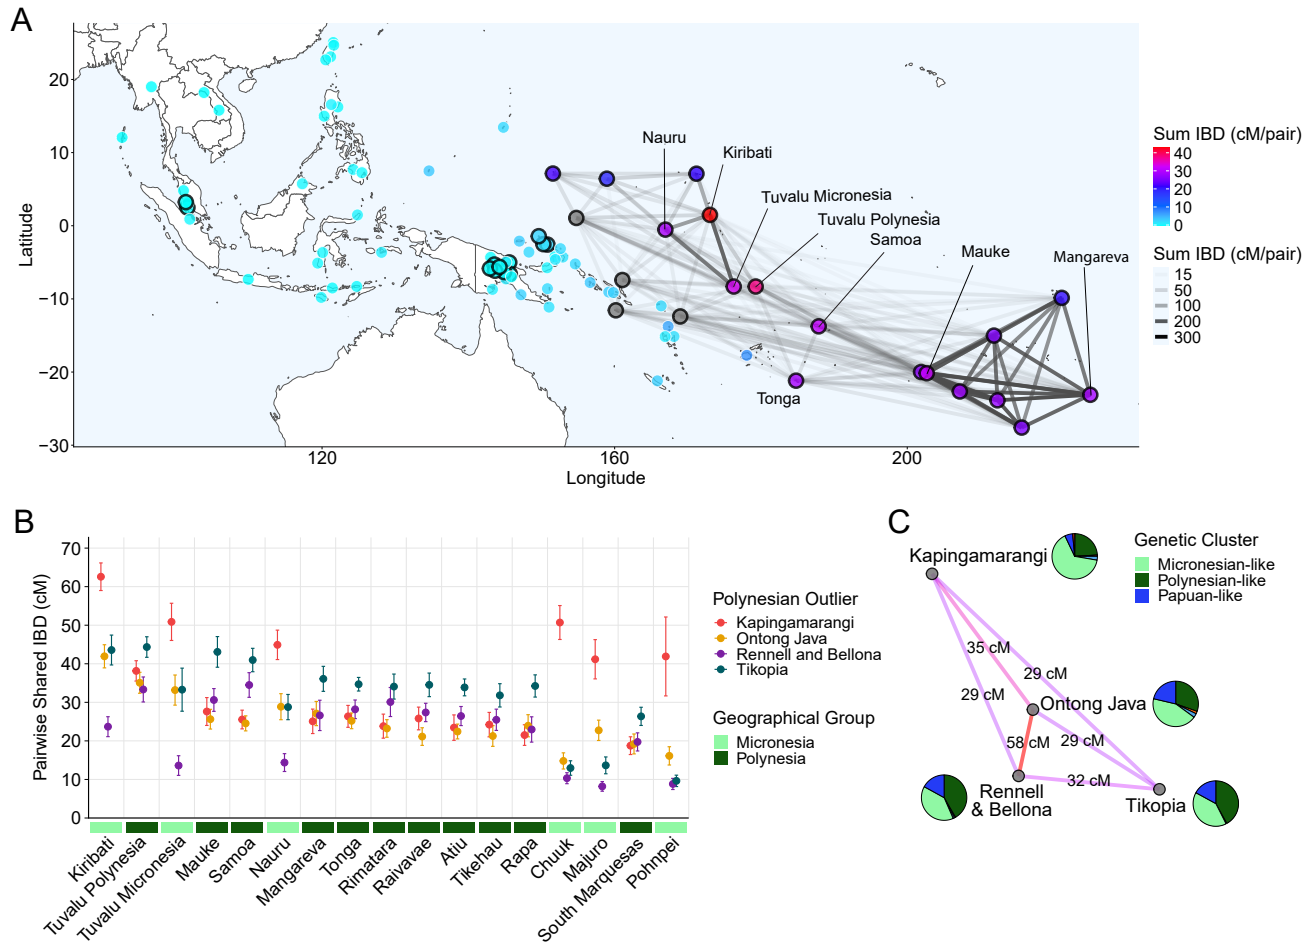 A
20
10
0
−10
−20
−30
Latitude
120
160
200
Longitude
Nauru
Kiribati
Tuvalu Micronesia
Tuvalu Polynesia
Samoa
Mauke
Mangareva
Tonga
Sum IBD (cM/pair)
40
30
20
10
0
Sum IBD (cM/pair)
15
50
100
200
300
B
70
60
50
40
30
20
10
0
Pairwise Shared IBD (cM)
Kiribati
Tuvalu Polynesia
Tuvalu Micronesia
Mauke
Samoa
Nauru
Mangareva
Tonga
Rimatara
Raivavae
Atiu
Tikehau
Rapa
Chuuk
Majuro
South Marquesas
Pohnpei
Polynesian Outlier
Kapingamarangi
Ontong Java
Rennell and Bellona
Tikopia
Geographical Group
Micronesia
Polynesia
C
Kapingamarangi
Genetic Cluster
Micronesian-like
Polynesian-like
Papuan-like
35 cM
29 cM
29 cM
Ontong Java
58 cM
29 cM
32 cM
Rennell
& Bellona
Tikopia